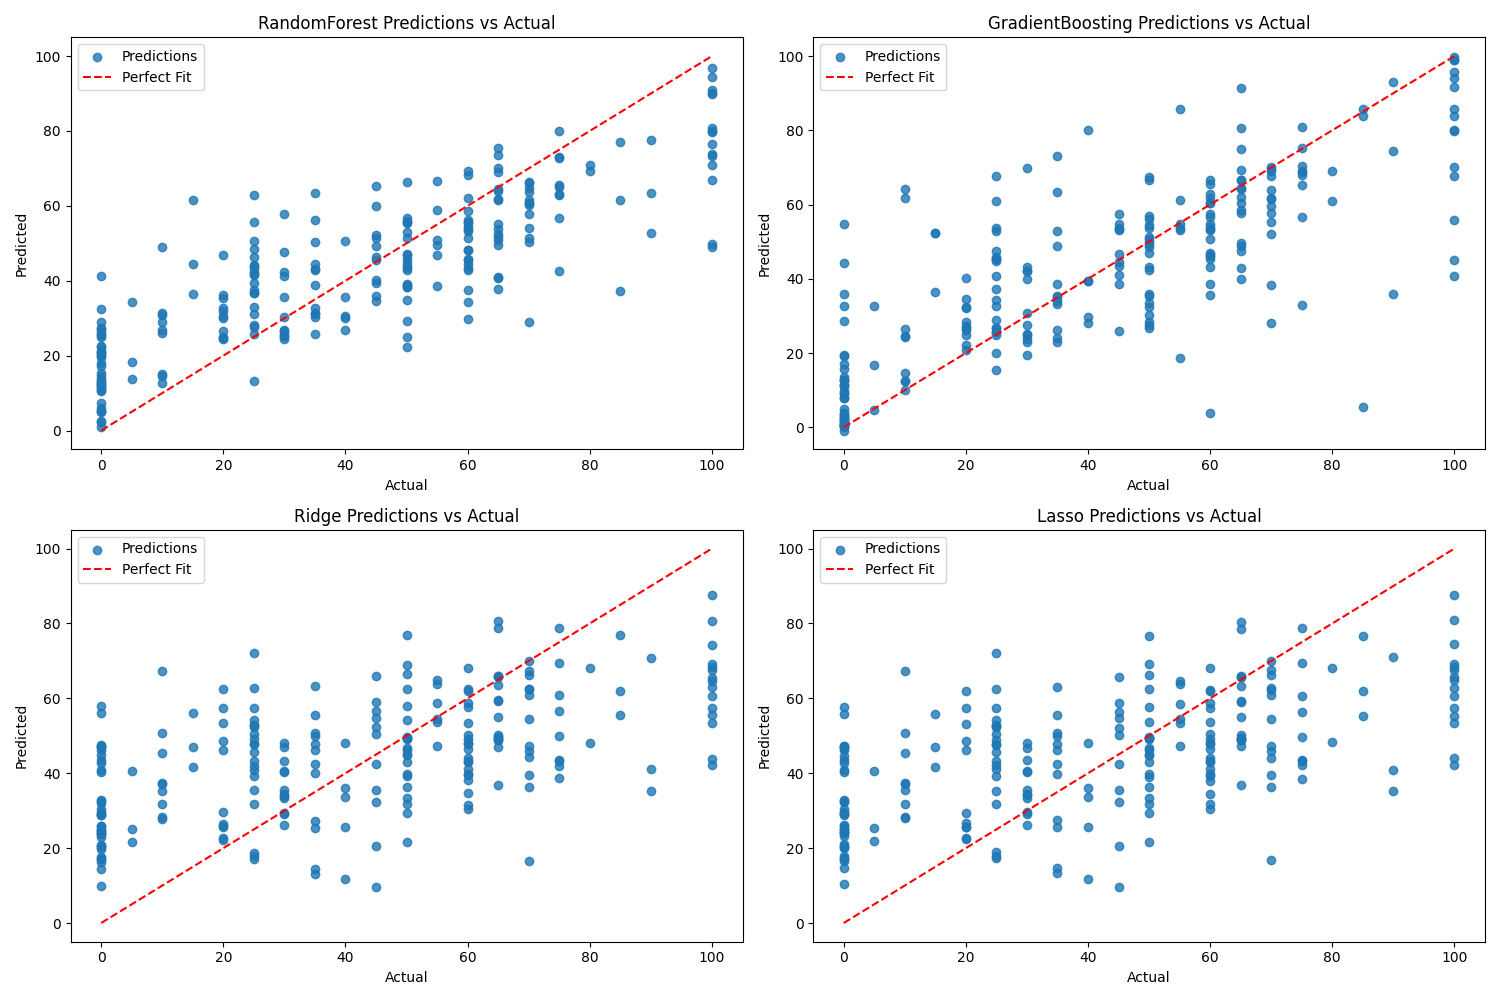 RandomForest Predictions vs Actual
Predictions
Perfect Fit
100
80
60
40
20
0
Predicted
0 20 40 60 80 100
Actual
GradientBoosting Predictions vs Actual
Predictions
Perfect Fit
100
80
60
40
20
0
Predicted
0 20 40 60 80 100
Actual
Ridge Predictions vs Actual
Predictions
Perfect Fit
100
80
60
40
20
0
Predicted
0 20 40 60 80 100
Actual
Lasso Predictions vs Actual
Predictions
Perfect Fit
100
80
60
40
20
0
Predicted
0 20 40 60 80 100
Actual